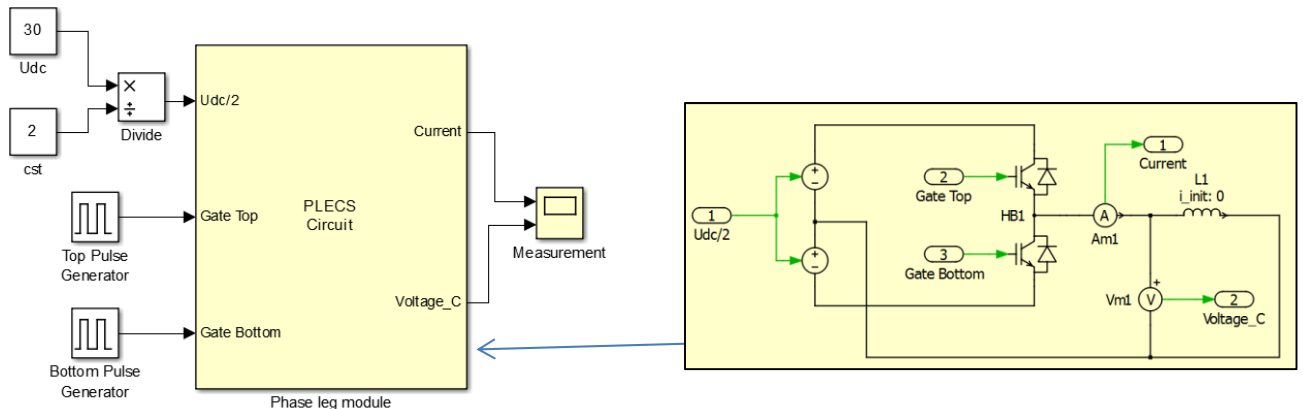 30
Udc
2
cst
×
÷
Divide
Udc/2
Gate Top
Gate Bottom
PLECS
Circuit
Current
Voltage_C
Phase leg module
Top Pulse
Generator
Bottom Pulse
Generator
Measurement
1
Udc/2
+
−
+
−
2
Gate Top
3
Gate Bottom
HB1
A
Am1
1
Current
L1
i_init: 0
+
V
Vm1
2
Voltage_C